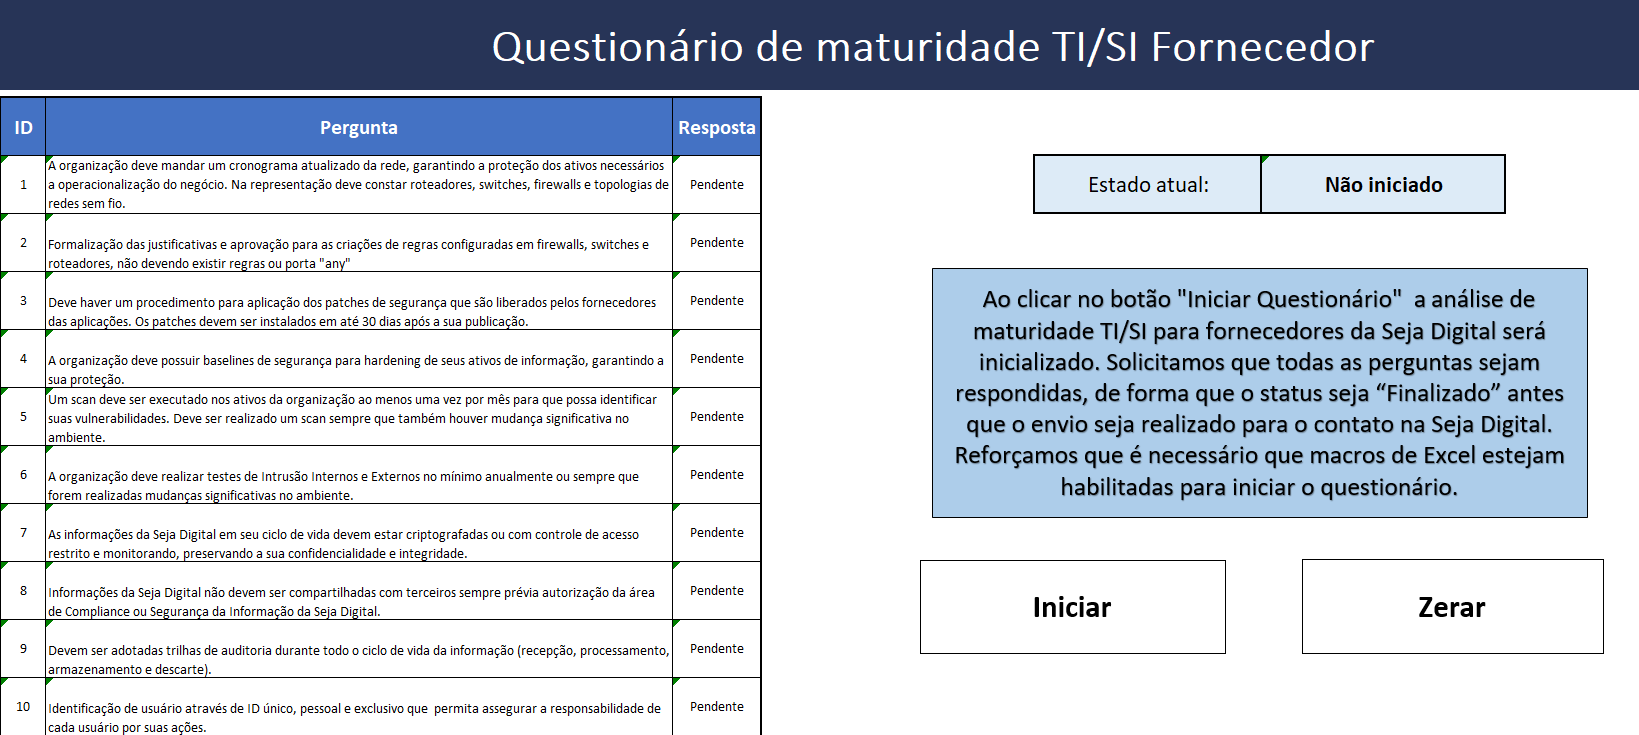 Questionário de maturidade TI/SI Fornecedor
ID Pergunta Resposta
A organização deve mandar um cronograma atualizado da rede, garantindo a proteção dos ativos necessários
1 a operacionalização do negócio. Na representação deve constar roteadores, switches, firewalls e topologias de Pendente
redes sem fio.
2 Formalização das justificativas e aprovação para as criações de regras configuradas em firewalls, switches e Pendente
roteadores, não devendo existir regras ou porta "any"
3 Deve haver um procedimento para aplicação dos patches de segurança que são liberados pelos fornecedores Pendente
das aplicações. Os patches devem ser instalados em até 30 dias após a sua publicação.
4 A organização deve possuir baselines de segurança para hardening de seus ativos de informação, garantindo a Pendente
sua proteção.
Um scan deve ser executado nos ativos da organização ao menos uma vez por mês para que possa identificar
5 suas vulnerabilidades. Deve ser realizado um scan sempre que também houver mudança significativa no Pendente
ambiente.
6 A organização deve realizar testes de Intrusão Internos e Externos no mínimo anualmente ou sempre que Pendente
forem realizadas mudanças significativas no ambiente.
7 As informações da Seja Digital em seu ciclo de vida devem estar criptografadas ou com controle de acesso Pendente
restrito e monitorando, preservando a sua confidencialidade e integridade.
8 Informações da Seja Digital não devem ser compartilhadas com terceiros sempre prévia autorização da área Pendente
de Compliance ou Segurança da Informação da Seja Digital.
9 Devem ser adotadas trilhas de auditoria durante todo o ciclo de vida da informação (recepção, processamento, Pendente
armazenamento e descarte).
10 Identificação de usuário através de ID único, pessoal e exclusivo que  permita assegurar a responsabilidade de Pendente
cada usuário por suas ações.
Estado atual: Não iniciado
Ao clicar no botão "Iniciar Questionário"  a análise de
maturidade TI/SI para fornecedores da Seja Digital será
inicializado. Solicitamos que todas as perguntas sejam
respondidas, de forma que o status seja “Finalizado” antes
que o envio seja realizado para o contato na Seja Digital.
Reforçamos que é necessário que macros de Excel estejam
habilitadas para iniciar o questionário.
Iniciar Zerar